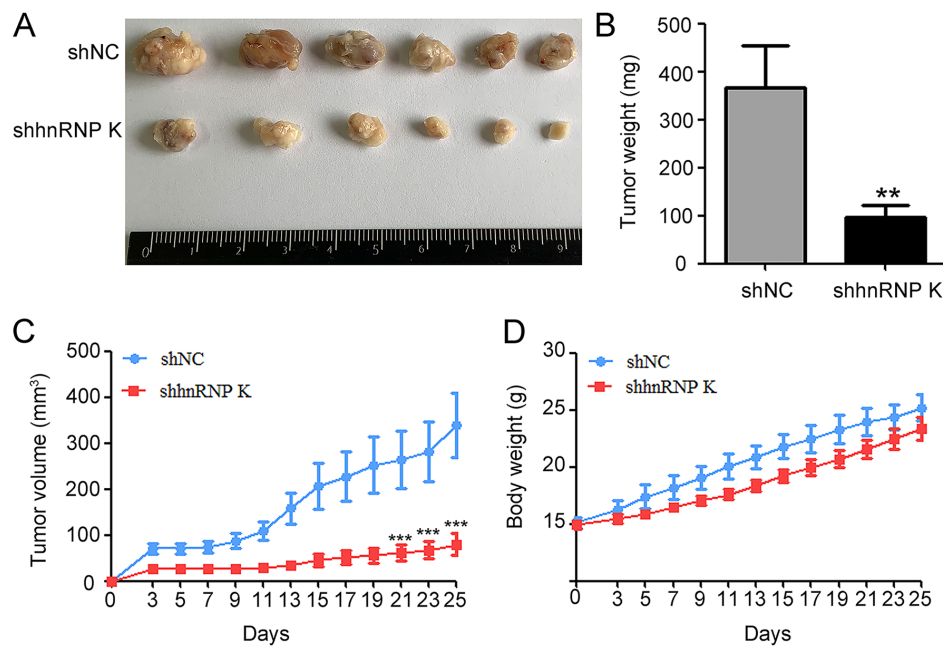 A
shNC
shhnRNP K
0 1 2 3 4 5 6 7 8 9
B
Tumor weight (mg)
500
400
300
200
100
0
**
shNC
shhnRNP K
C
Tumor volume (mm³)
500
400
300
200
100
0
shNC
shhnRNP K
*** *** ***
0 3 5 7 9 11 13 15 17 19 21 23 25
Days
D
Body weight (g)
30
25
20
15
10
shNC
shhnRNP K
0 3 5 7 9 11 13 15 17 19 21 23 25
Days